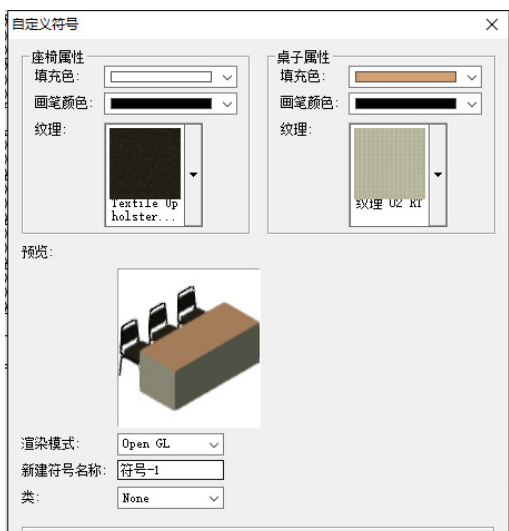 自定义符号
座椅属性 桌子属性
填充色: 填充色:
画笔颜色: 画笔颜色:
纹理: 纹理:
Textile Up
holster...
纹理 02 RT
预览:
渲染模式: Open GL
新建符号名称: 符号-1
类: None